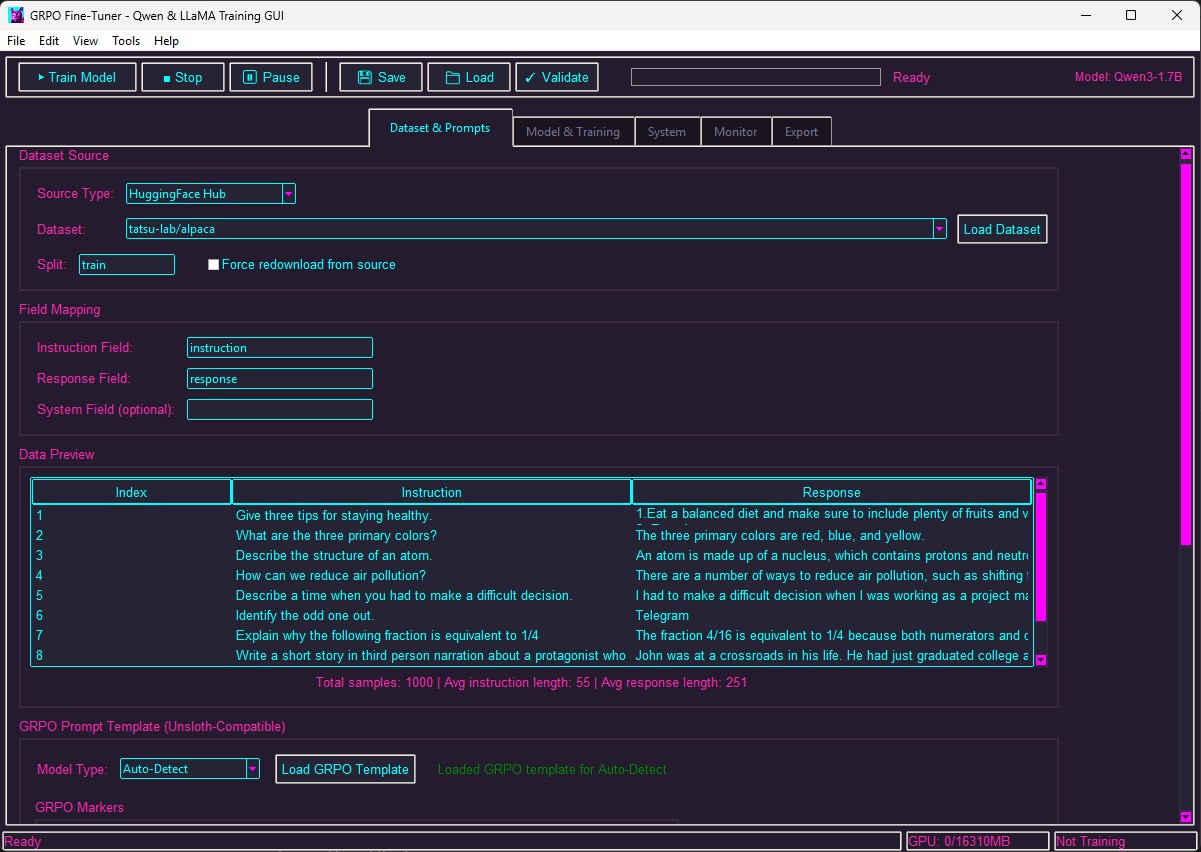 GRPO Fine-Tuner - Qwen & LLaMA Training GUI
File Edit View Tools Help
Train Model Stop Pause Save Load ✓ Validate Ready Model: Qwen3-1.7B
Dataset & Prompts Model & Training System Monitor Export
Dataset Source
Source Type: HuggingFace Hub
Dataset: tatsu-lab/alpaca Load Dataset
Split: train Force redownload from source
Field Mapping
Instruction Field: instruction
Response Field: response
System Field (optional):
Data Preview
Index Instruction Response
1 Give three tips for staying healthy. 1.Eat a balanced diet and make sure to include plenty of fruits and v
2 What are the three primary colors? The three primary colors are red, blue, and yellow.
3 Describe the structure of an atom. An atom is made up of a nucleus, which contains protons and neutro
4 How can we reduce air pollution? There are a number of ways to reduce air pollution, such as shifting
5 Describe a time when you had to make a difficult decision. I had to make a difficult decision when I was working as a project ma
6 Identify the odd one out. Telegram
7 Explain why the following fraction is equivalent to 1/4 The fraction 4/16 is equivalent to 1/4 because both numerators and
8 Write a short story in third person narration about a protagonist who John was at a crossroads in his life. He had just graduated college a
Total samples: 1000 | Avg instruction length: 55 | Avg response length: 251
GRPO Prompt Template (Unsloth-Compatible)
Model Type: Auto-Detect Load GRPO Template Loaded GRPO template for Auto-Detect
GRPO Markers
Ready GPU: 0/16310MB Not Training